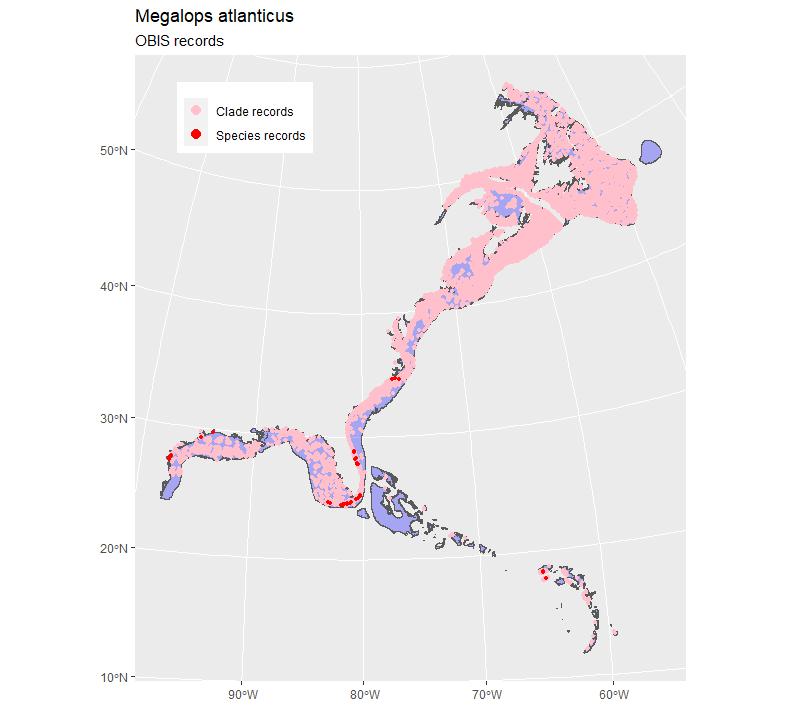 Megalops atlanticus
OBIS records
Clade records
Species records
50°N
40°N
30°N
20°N
10°N
90°W
80°W
70°W
60°W